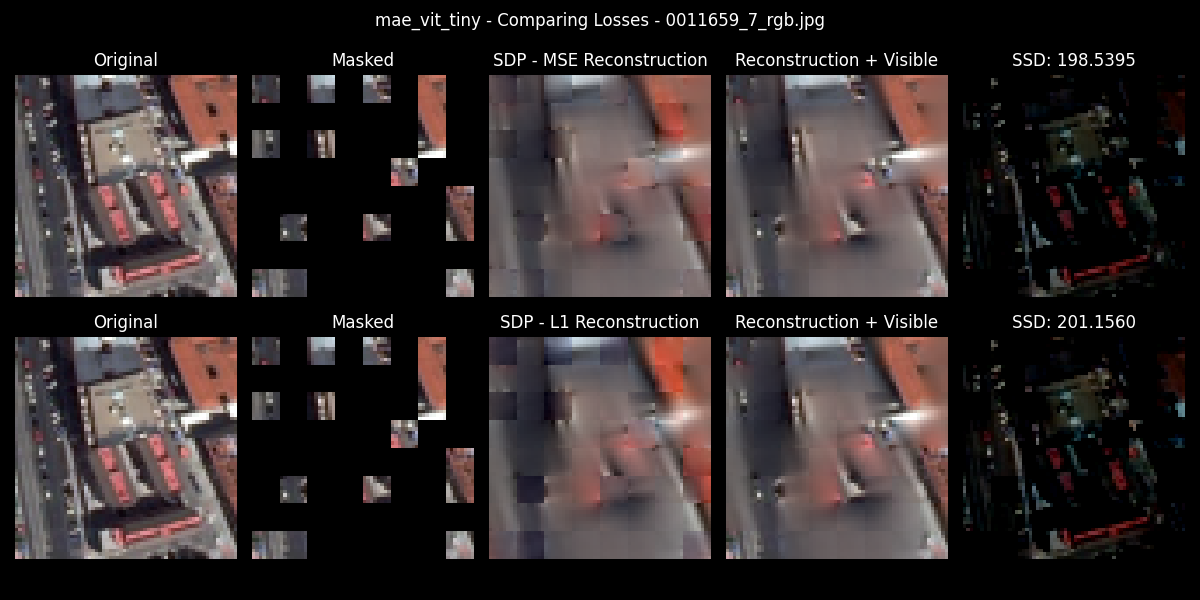 mae_vit_tiny - Comparing Losses - 0011659_7_rgb.jpg
Original
Masked
SDP - MSE Reconstruction
Reconstruction + Visible
SSD: 198.5395
Original
Masked
SDP - L1 Reconstruction
Reconstruction + Visible
SSD: 201.1560